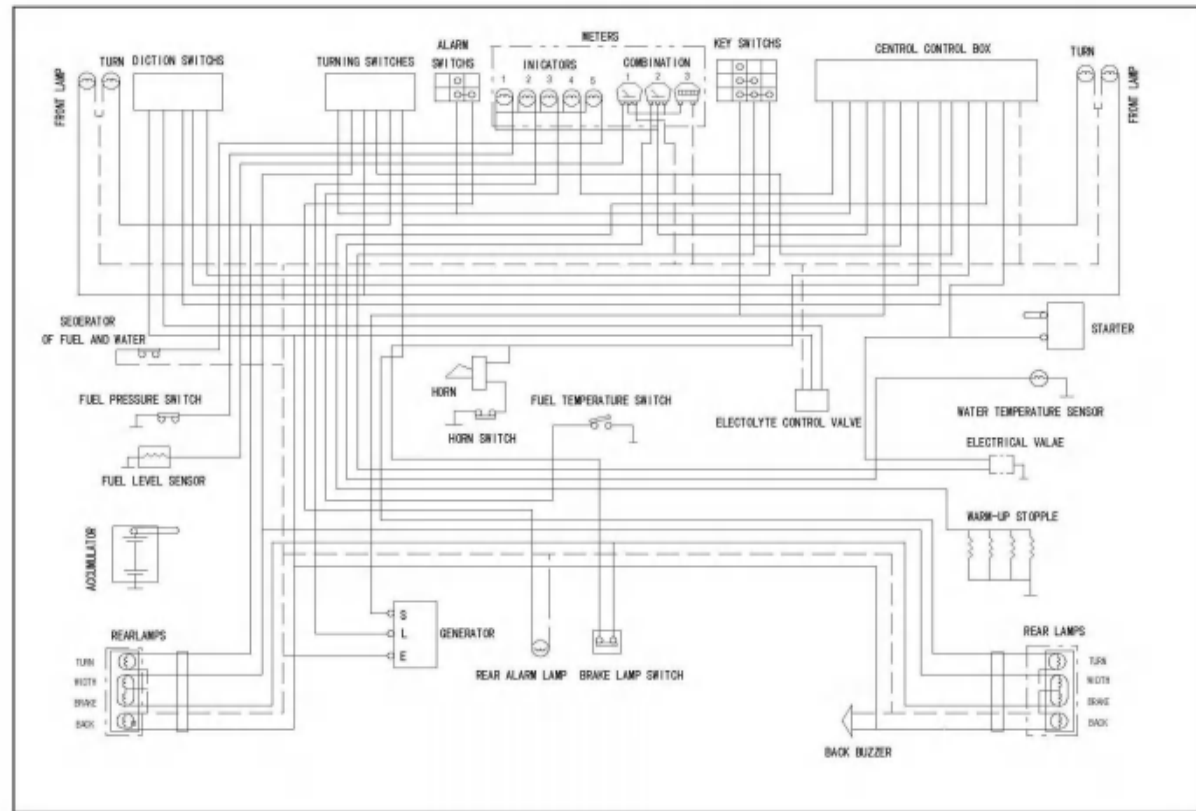 METERS
ALARM
SWITCHS
KEY SWITCHS
TURN
DICTION SWITCHS
TURNING SWITCHES
INICATORS
COMBINATION
CENTROL CONTROL BOX
TURN
1 2 3 4 5
1 2 3
FRONT LAMP
FRONT LAMP
SEOERATOR
OF FUEL AND WATER
STARTER
FUEL PRESSURE SWITCH
HORN
FUEL TEMPERATURE SWITCH
WATER TEMPERATURE SENSOR
ELECTOLYTE CONTROL VALVE
HORN SWITCH
ELECTRICAL VALAE
FUEL LEVEL SENSOR
WARM-UP STOPPLE
ACCUMULATOR
S
L
E
GENERATOR
REARLAMPS
REAR LAMPS
TURN
WIDTH
BRAKE
BACK
REAR ALARM LAMP
BRAKE LAMP SWITCH
TURN
WIDTH
BRAKE
BACK
BACK BUZZER